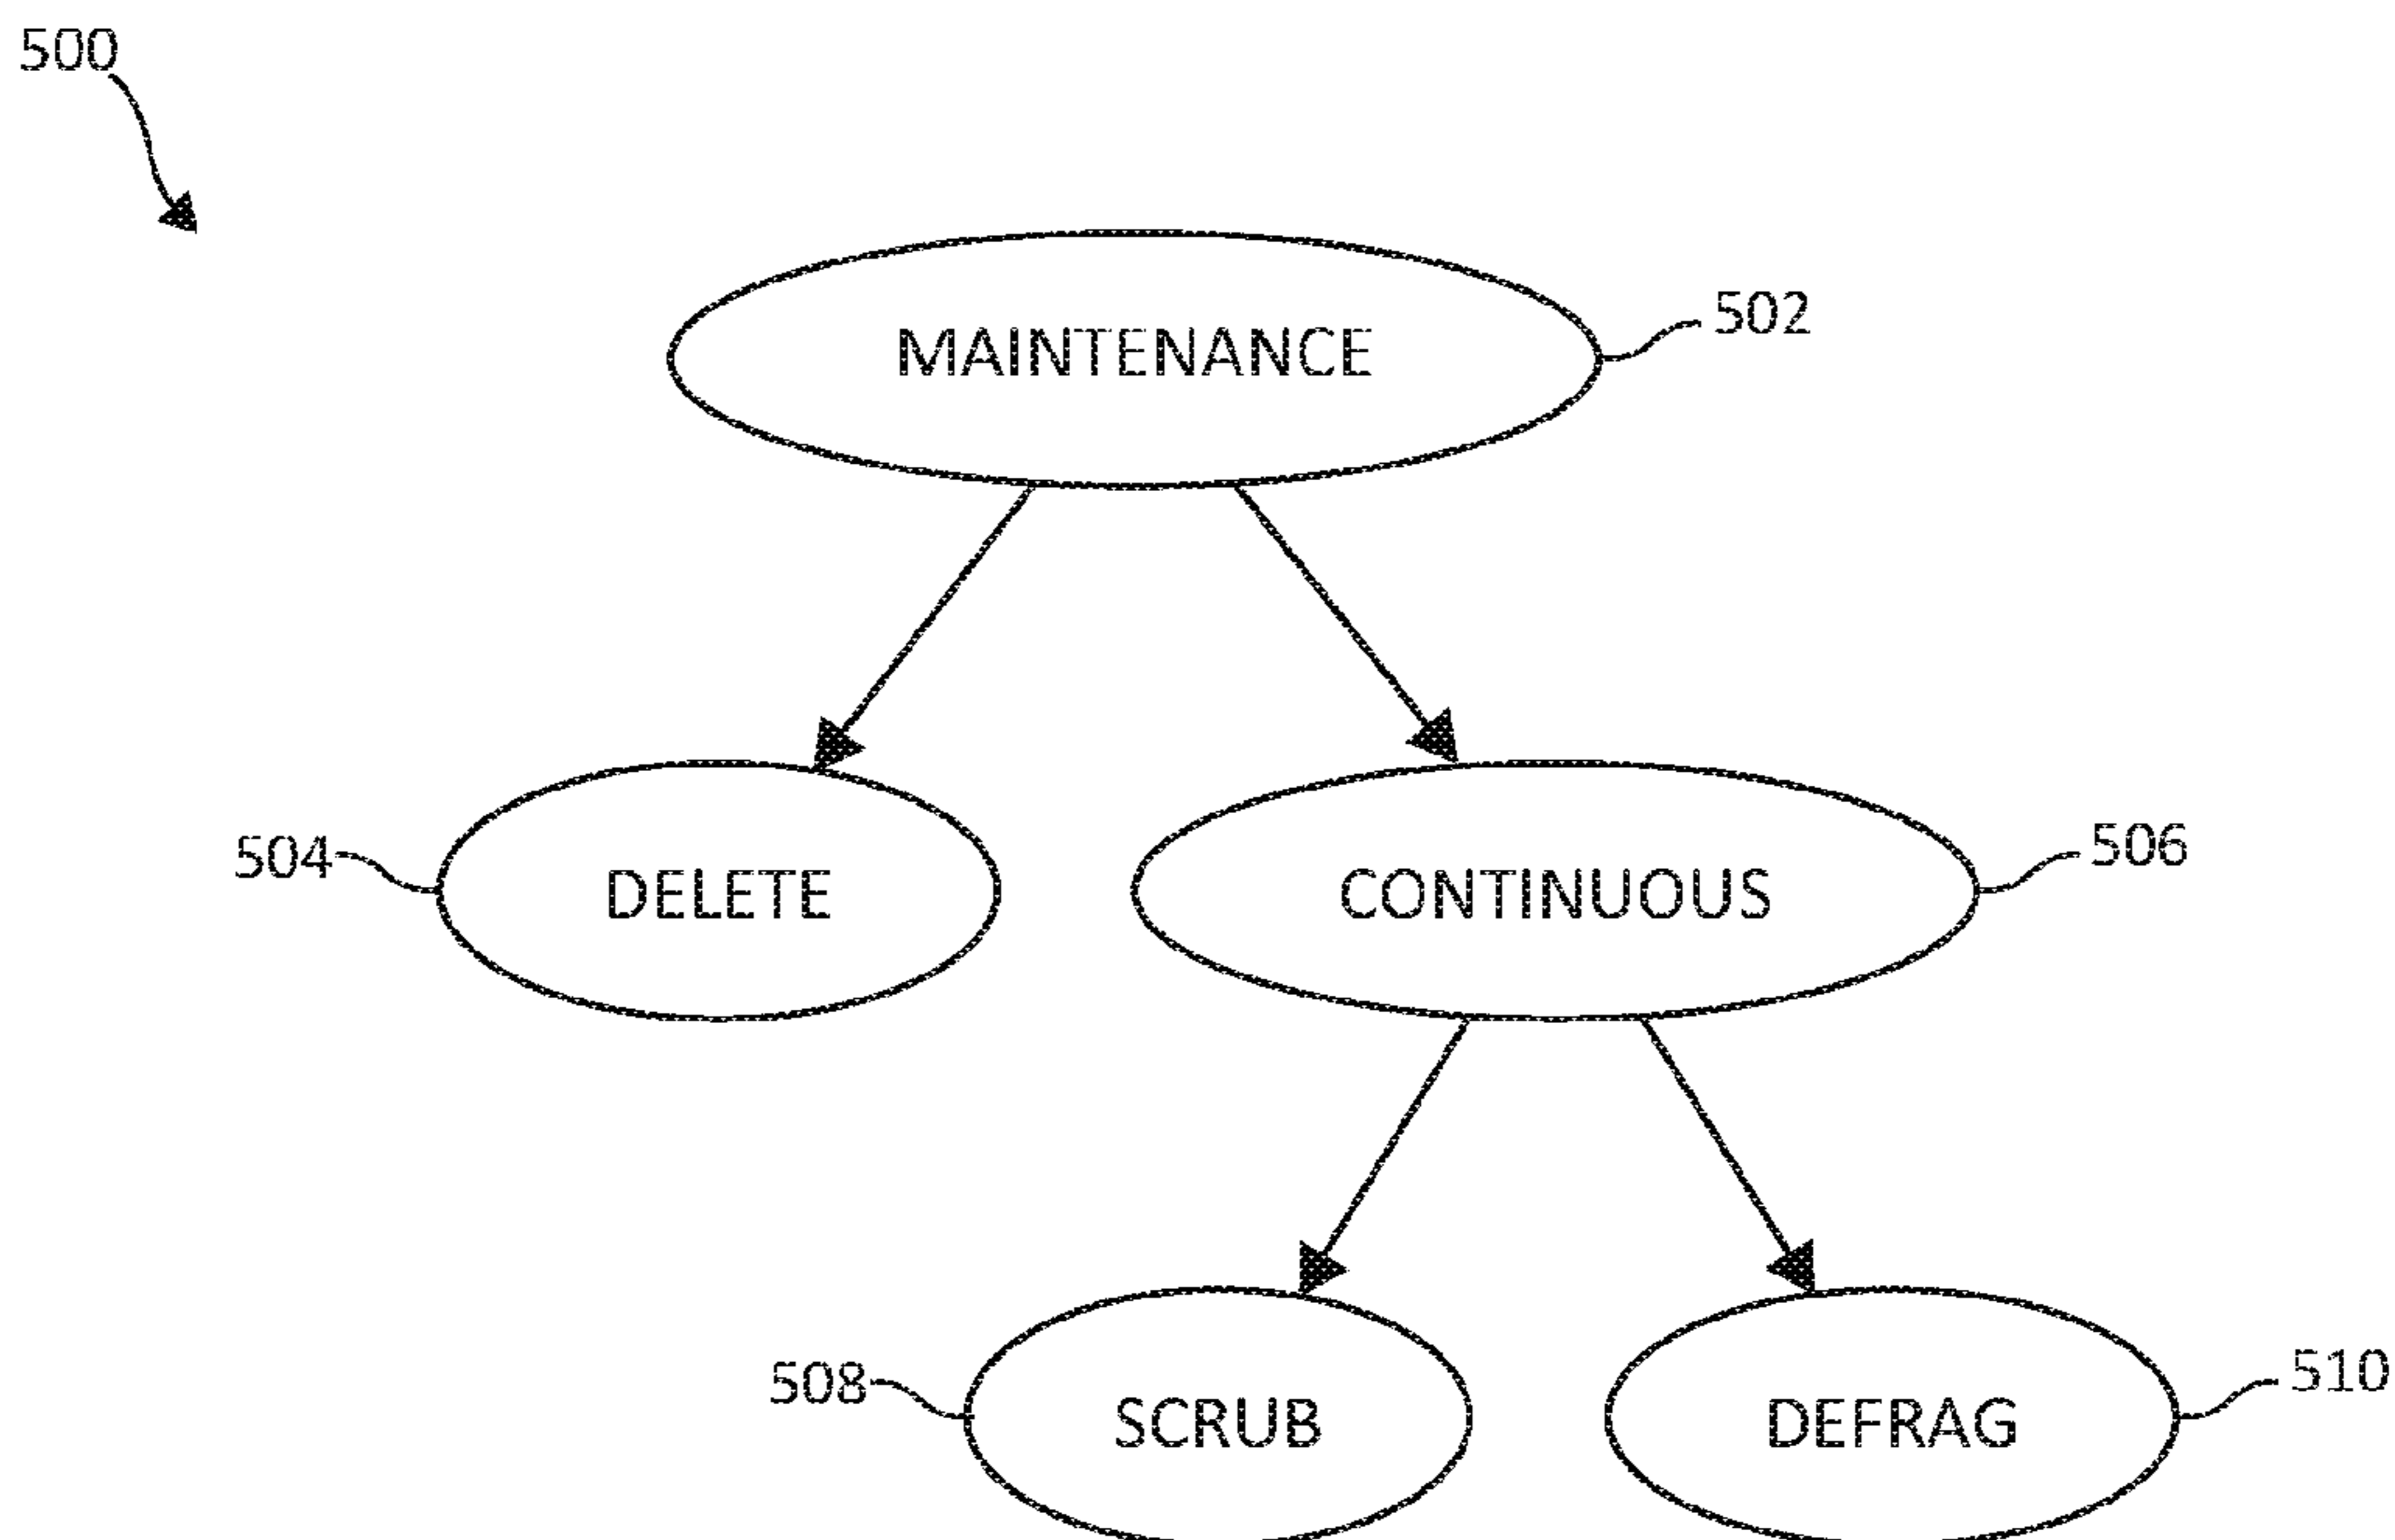 500
MAINTENANCE
502
504
DELETE
CONTINUOUS
506
508
SCRUB
DEFRAG
510